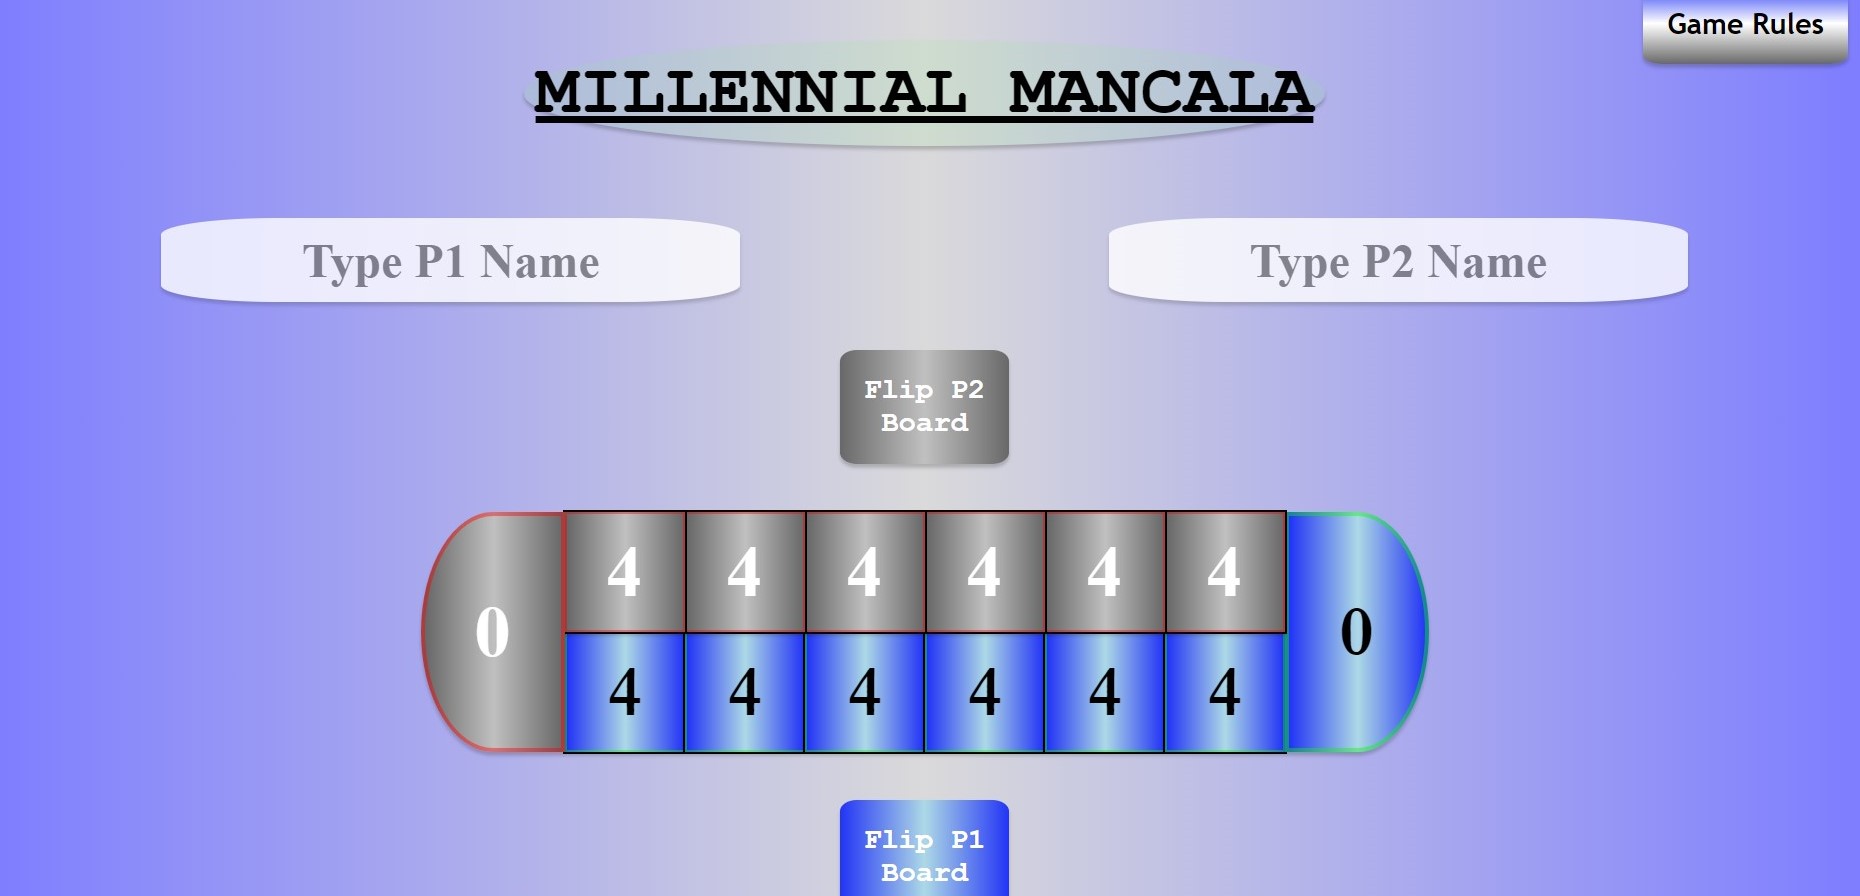 Game Rules
MILLENNIAL MANCALA
Type P1 Name
Type P2 Name
Flip P2
Board
4 4 4 4 4 4
0 0
4 4 4 4 4 4
Flip P1
Board